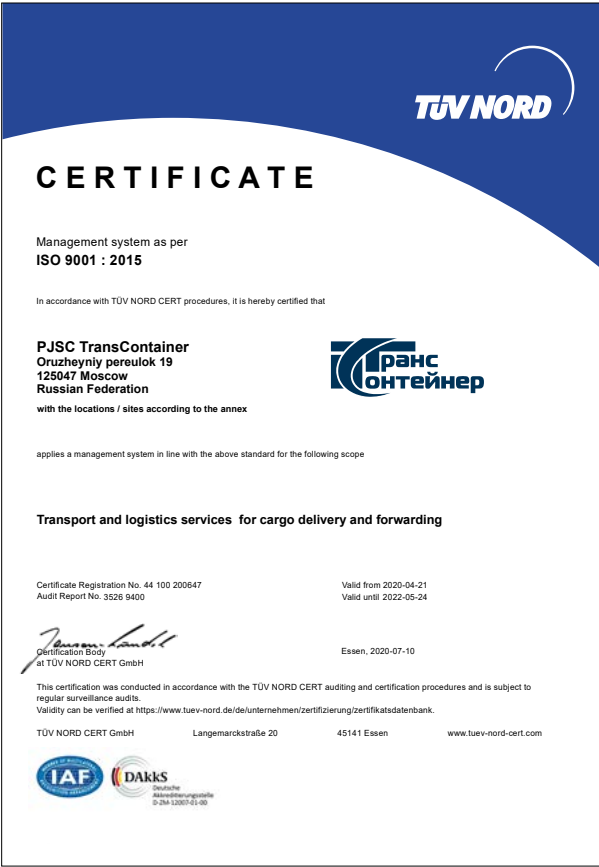 TÜV NORD
CERTIFICATE
Management system as per
ISO 9001 : 2015
In accordance with TÜV NORD CERT procedures, it is hereby certified that
PJSC TransContainer
Oruzheyniy pereulok 19
125047 Moscow
Russian Federation
with the locations / sites according to the annex
Транс
Контейнер
applies a management system in line with the above standard for the following scope
Transport and logistics services for cargo delivery and forwarding
Certificate Registration No. 44 100 200647
Audit Report No. 3526 9400
Valid from 2020-04-21
Valid until 2022-05-24
Certification Body
at TÜV NORD CERT GmbH
Essen, 2020-07-10
This certification was conducted in accordance with the TÜV NORD CERT auditing and certification procedures and is subject to
regular surveillance audits.
Validity can be verified at https://www.tuev-nord.de/de/unternehmen/zertifizierung/zertifikatsdatenbank.
TÜV NORD CERT GmbH Langemarckstraße 20 45141 Essen www.tuev-nord-cert.com
MEMBER OF MULTILATERAL
IAF
RECOGNITION ARRANGEMENT
DAkkS
Deutsche
Akkreditierungsstelle
D-ZM-12007-01-00